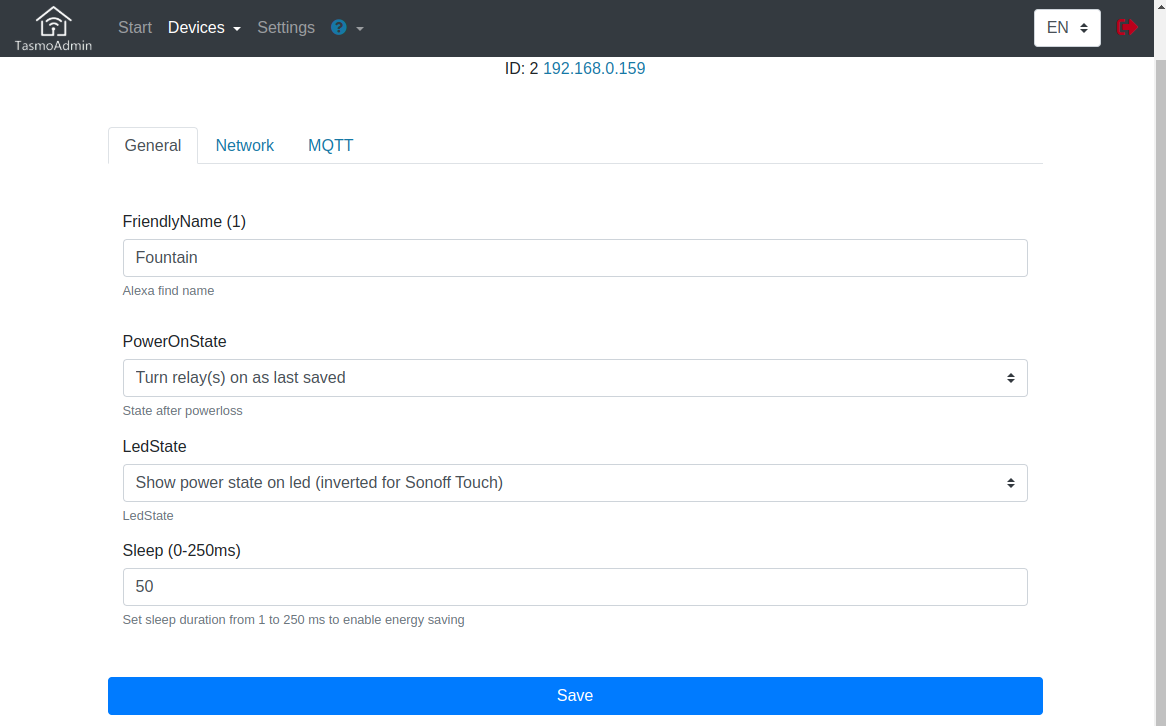 TasmoAdmin Start Devices Settings ? EN
ID: 2 192.168.0.159
General Network MQTT
FriendlyName (1)
Fountain
Alexa find name
PowerOnState
Turn relay(s) on as last saved
State after powerloss
LedState
Show power state on led (inverted for Sonoff Touch)
LedState
Sleep (0-250ms)
50
Set sleep duration from 1 to 250 ms to enable energy saving
Save